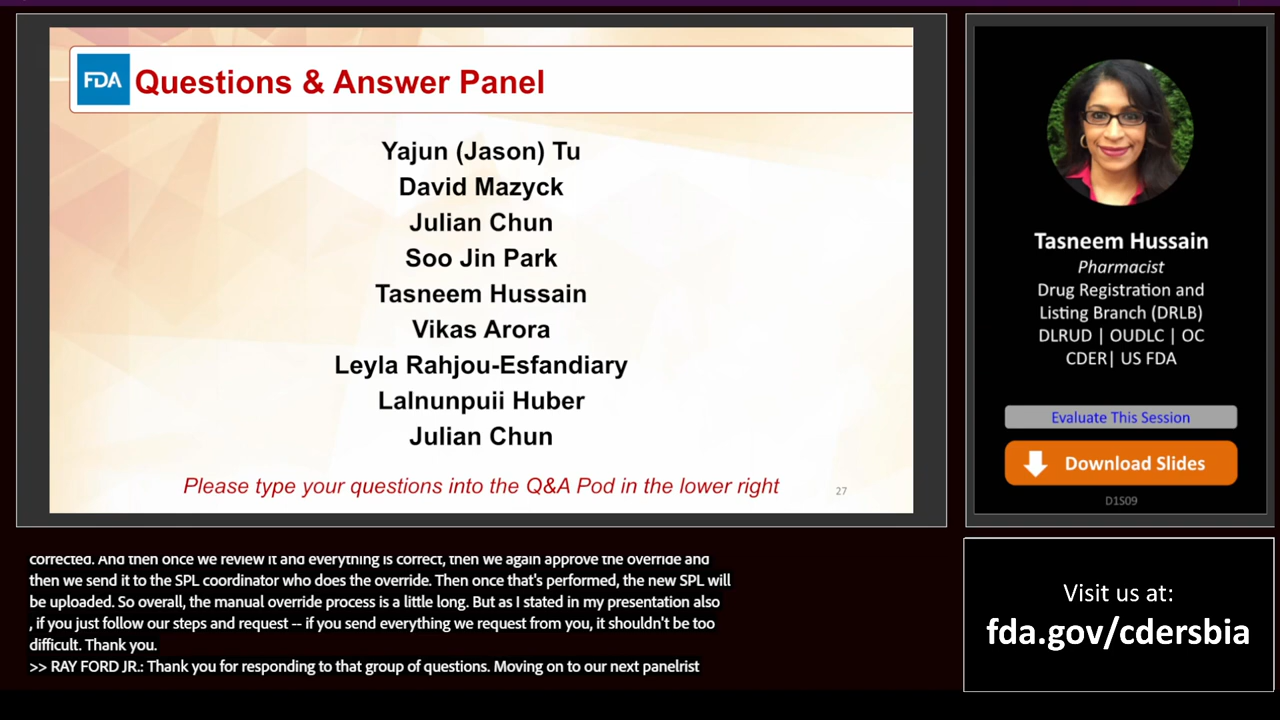 FDA Questions & Answer Panel
Yajun (Jason) Tu
David Mazyck
Julian Chun
Soo Jin Park
Tasneem Hussain
Vikas Arora
Leyla Rahjou-Esfandiary
Lalnunpuii Huber
Julian Chun
Please type your questions into the Q&A Pod in the lower right
27
Tasneem Hussain
Pharmacist
Drug Registration and
Listing Branch (DRLB)
DLRUD | OUDLC | OC
CDER| US FDA
Evaluate This Session
Download Slides
D1S09
corrected. And then once we review it and everything is correct, then we again approve the override and
then we send it to the SPL coordinator who does the override. Then once that's performed, the new SPL will
be uploaded. So overall, the manual override process is a little long. But as I stated in my presentation also
, if you just follow our steps and request -- if you send everything we request from you, it shouldn't be too
difficult. Thank you.
>> RAY FORD JR.: Thank you for responding to that group of questions. Moving on to our next panelrist
Visit us at:
fda.gov/cdersbia